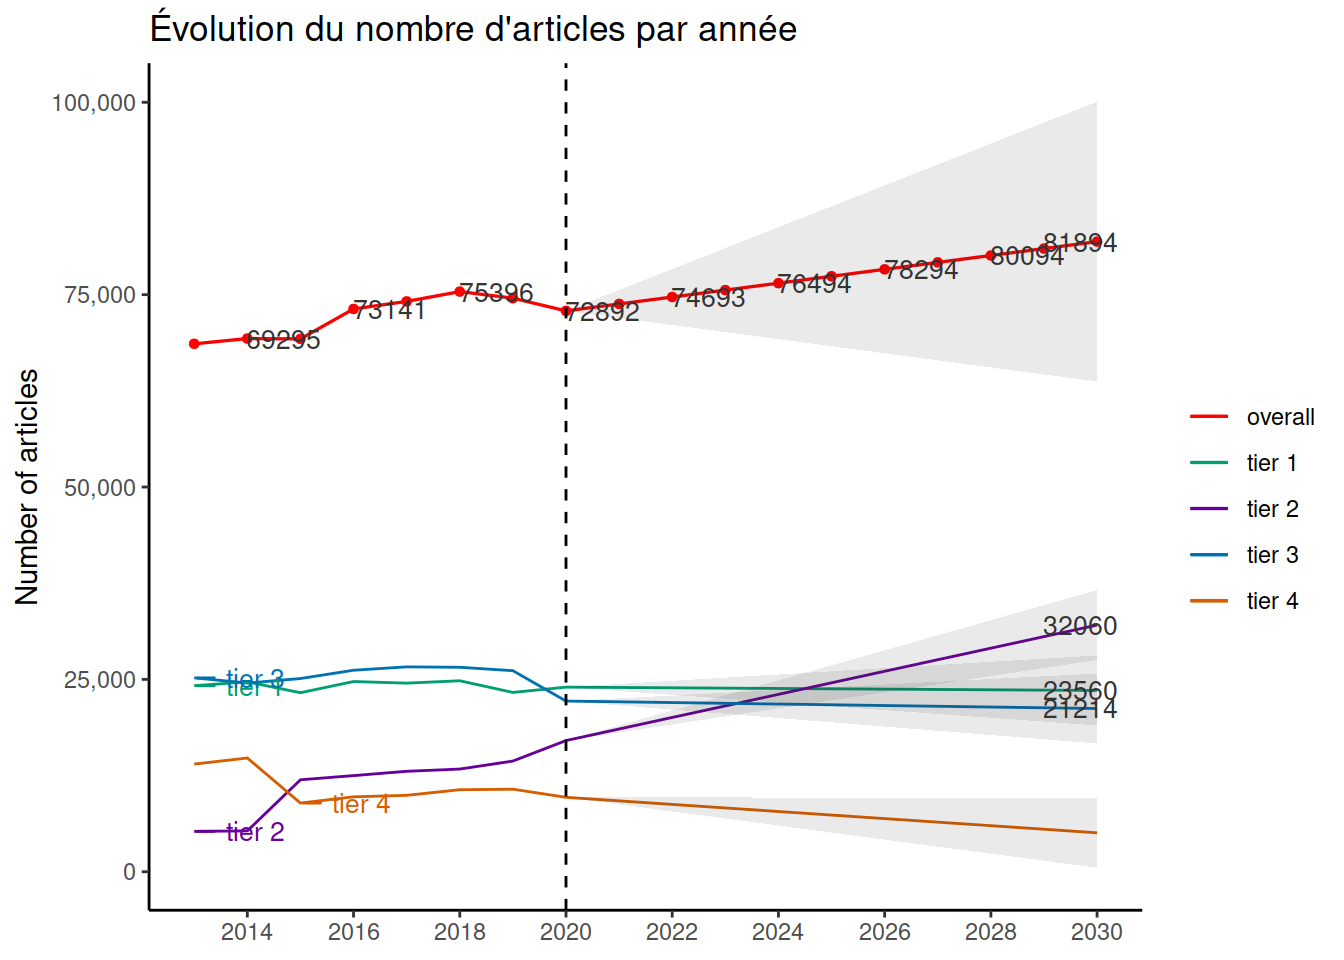 Évolution du nombre d'articles par année
Number of articles
100,000
75,000
50,000
25,000
0
69295
73141
75396
72892
74693
76494
78294
80094
81894
32060
23560
21214
tier 3
tier 1
tier 4
tier 2
2014 2016 2018 2020 2022 2024 2026 2028 2030
overall
tier 1
tier 2
tier 3
tier 4